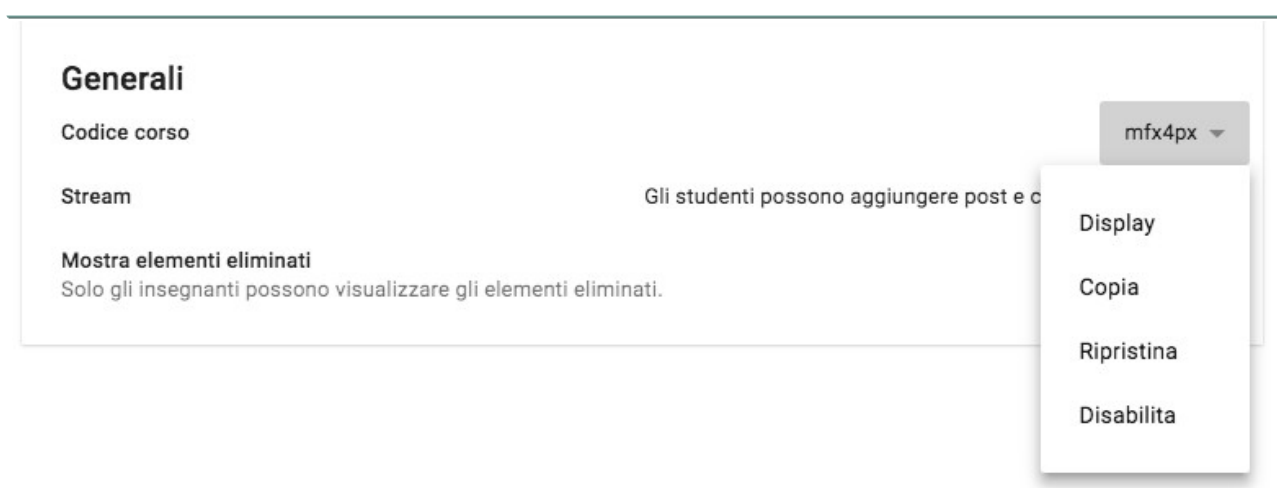 Generali
Codice corso
mfx4px
Stream
Gli studenti possono aggiungere post e c
Display
Mostra elementi eliminati
Solo gli insegnanti possono visualizzare gli elementi eliminati.
Copia
Ripristina
Disabilita